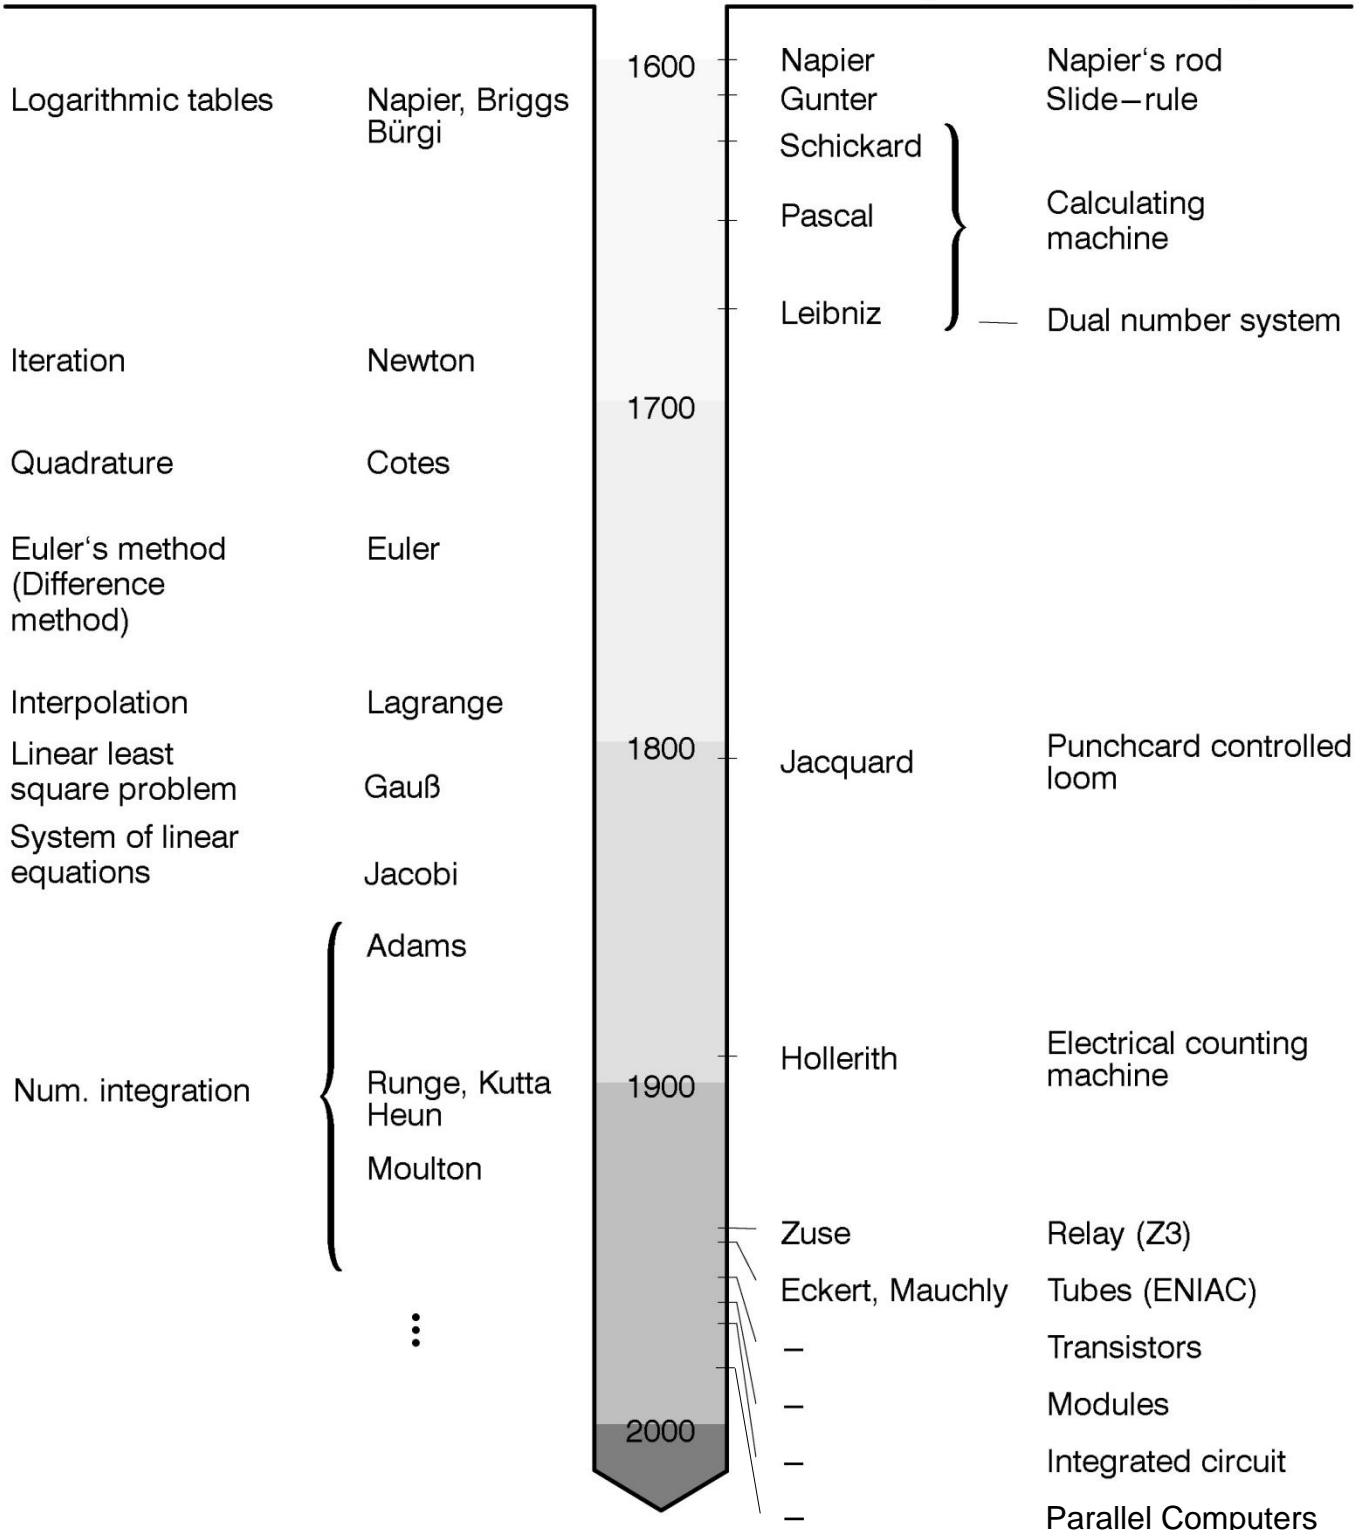 Logarithmic tables
Napier, Briggs
Bürgi
Iteration
Newton
Quadrature
Cotes
Euler‘s method
(Difference
method)
Euler
Interpolation
Lagrange
Linear least
square problem
Gauß
System of linear
equations
Jacobi
Num. integration
Adams
Runge, Kutta
Heun
Moulton
1600
1700
1800
1900
2000
Napier
Napier‘s rod
Gunter
Slide–rule
Schickard
Pascal
Leibniz
Calculating
machine
Dual number system
Jacquard
Punchcard controlled
loom
Hollerith
Electrical counting
machine
Zuse
Relay (Z3)
Eckert, Mauchly
Tubes (ENIAC)
– Transistors
– Modules
– Integrated circuit
– Parallel Computers